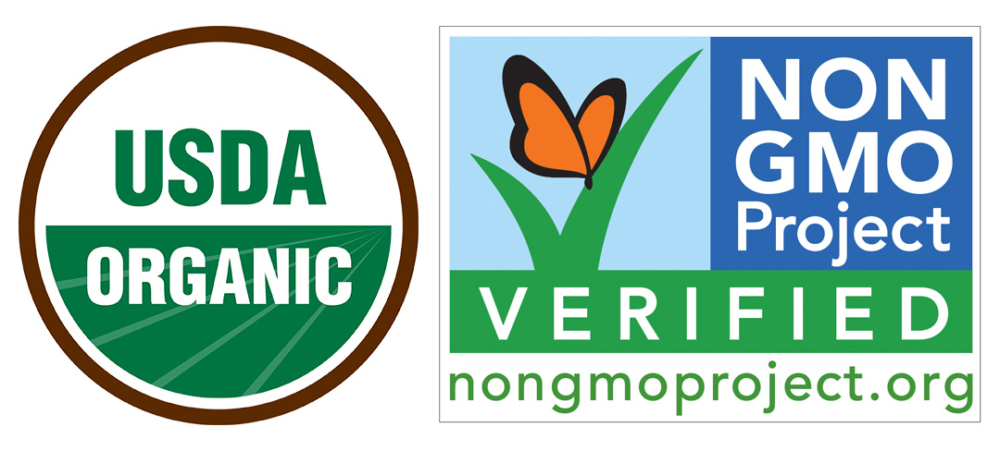 USDA
ORGANIC
NON
GMO
Project
VERIFIED
nongmoproject.org